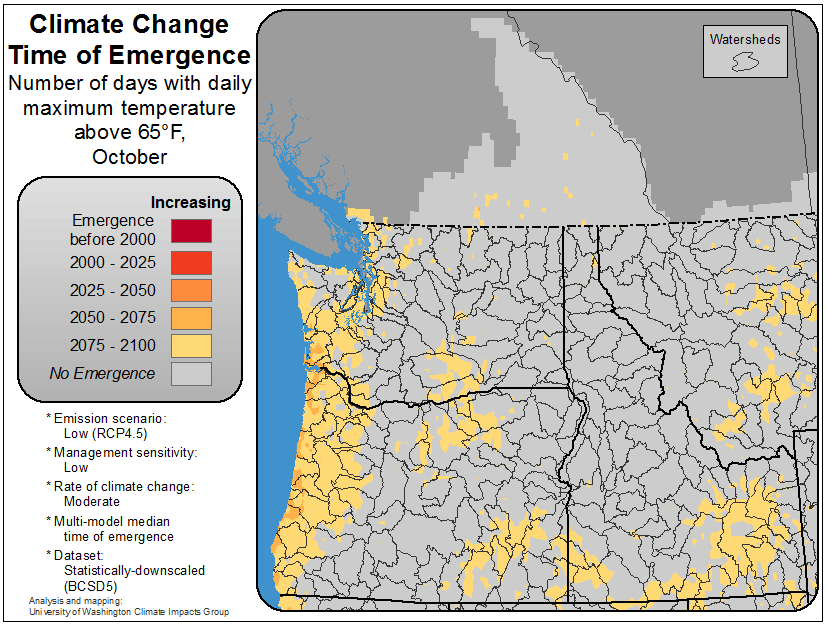 Climate Change
Time of Emergence
Number of days with daily
maximum temperature
above 65°F,
October
Increasing
Emergence
before 2000
2000 - 2025
2025 - 2050
2050 - 2075
2075 - 2100
No Emergence
* Emission scenario:
Low (RCP4.5)
* Management sensitivity:
Low
* Rate of climate change:
Moderate
* Multi-model median
time of emergence
* Dataset:
Statistically-downscaled
(BCSD5)
Analysis and mapping:
University of Washington Climate Impacts Group
Watersheds